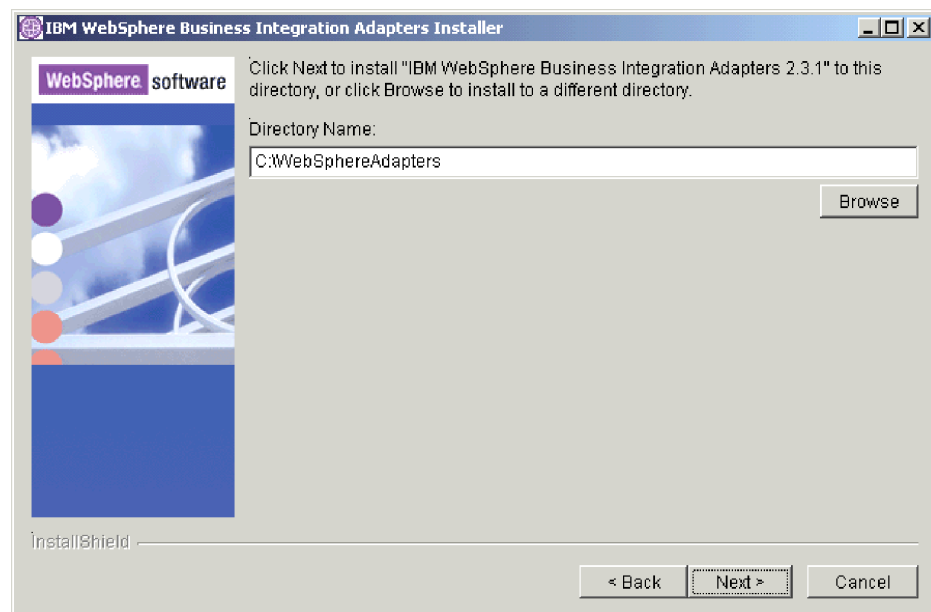 IBM WebSphere Business Integration Adapters Installer
WebSphere. software
Click Next to install "IBM WebSphere Business Integration Adapters 2.3.1" to this
directory, or click Browse to install to a different directory.
Directory Name:
C:\WebSphereAdapters
Browse
InstallShield
< Back
Next >
Cancel